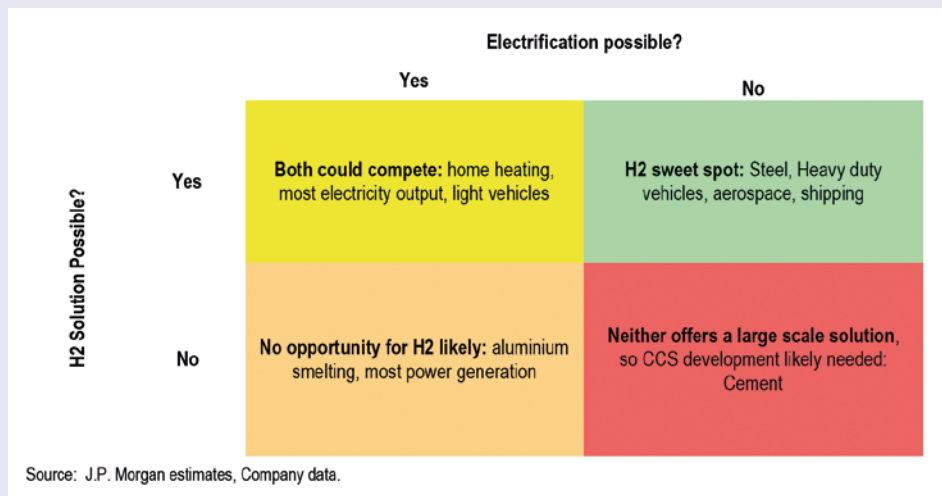 Electrification possible?
Yes
No
H2 Solution Possible?
Yes
Both could compete: home heating,
most electricity output, light vehicles
H2 sweet spot: Steel, Heavy duty
vehicles, aerospace, shipping
No
No opportunity for H2 likely: aluminium
smelting, most power generation
Neither offers a large scale solution,
so CCS development likely needed:
Cement
Source: J.P. Morgan estimates, Company data.